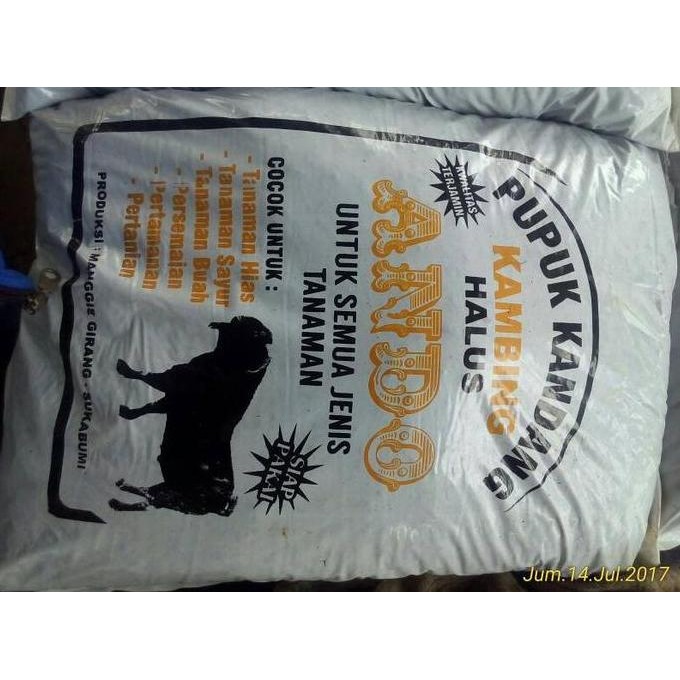 PUPUK KANDANG
KAMBING
HALUS
KWALITAS
TERJAMIN
ANDO
UNTUK SEMUA JENIS
TANAMAN
COCOK UNTUK :
- Tanaman Hias
- Tanaman Sayur
- Tanaman Buah
- Persemaian
- Pertamanan
- Pertanian
SIAP
PAKAI
PRODUKSI : MANGGIS GIRANG - SUKABUMI
Jum.14.Jul.2017